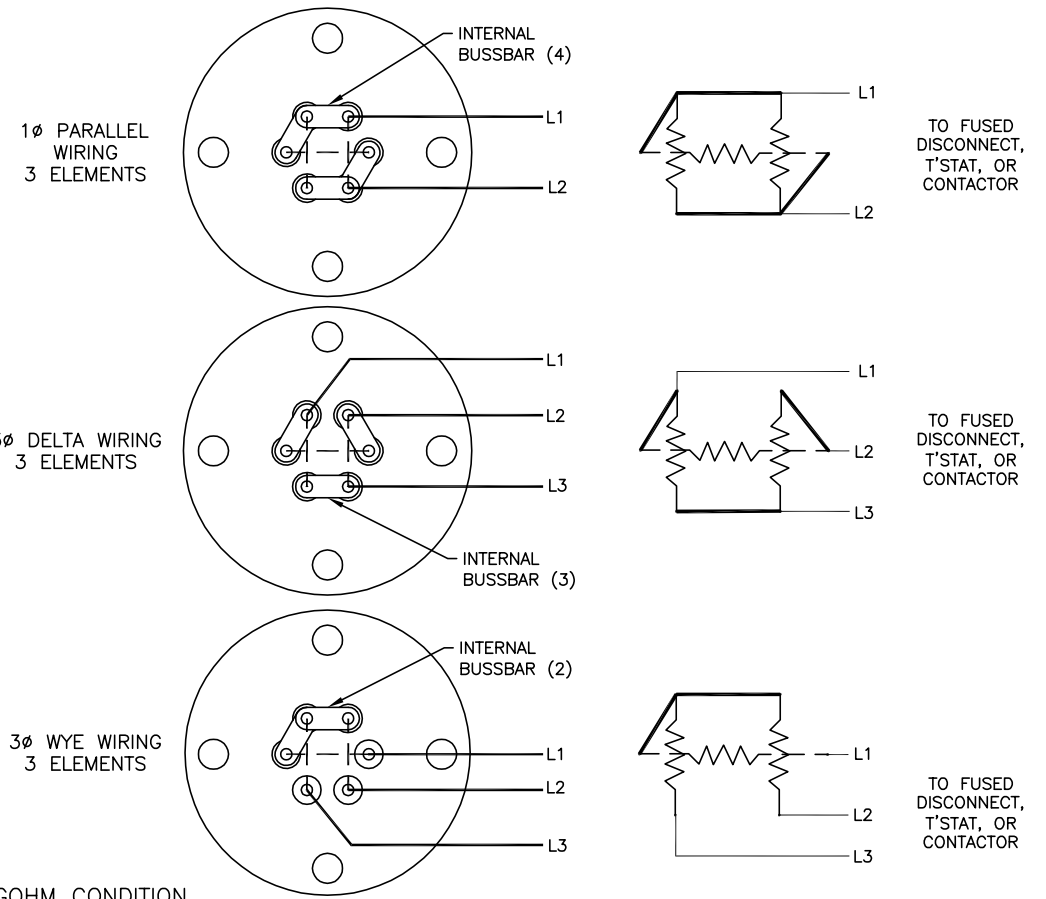 INTERNAL
BUSSBAR (4)
1ø PARALLEL
WIRING
3 ELEMENTS
L1
L2
L1
L2
TO FUSED
DISCONNECT,
T'STAT, OR
CONTACTOR
DELTA WIRING
3 ELEMENTS
L1
L2
L3
INTERNAL
BUSSBAR (3)
L1
L2
L3
TO FUSED
DISCONNECT,
T'STAT, OR
CONTACTOR
INTERNAL
BUSSBAR (2)
3ø WYE WIRING
3 ELEMENTS
L1
L2
L3
L1
L2
L3
TO FUSED
DISCONNECT,
T'STAT, OR
CONTACTOR
CONDITION